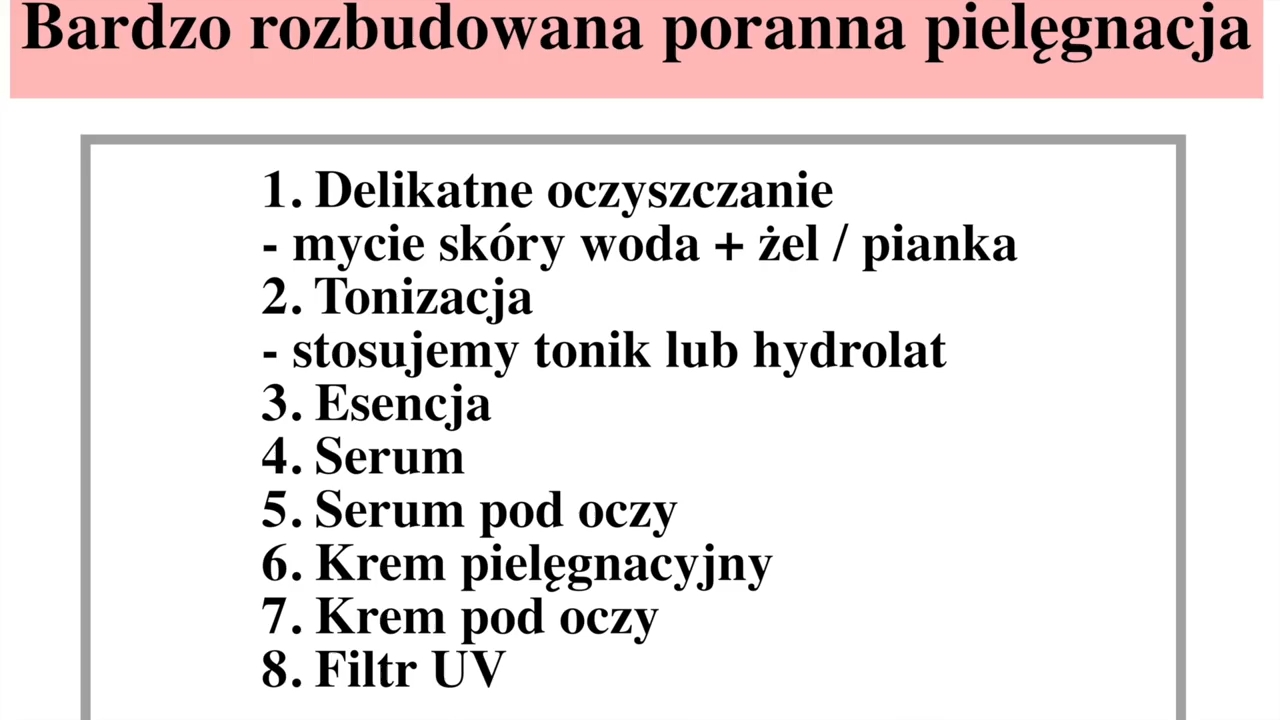 Bardzo rozbudowana poranna pielęgnacja
1. Delikatne oczyszczanie
- mycie skóry woda + żel / pianka
2. Tonizacja
- stosujemy tonik lub hydrolat
3. Esencja
4. Serum
5. Serum pod oczy
6. Krem pielęgnacyjny
7. Krem pod oczy
8. Filtr UV